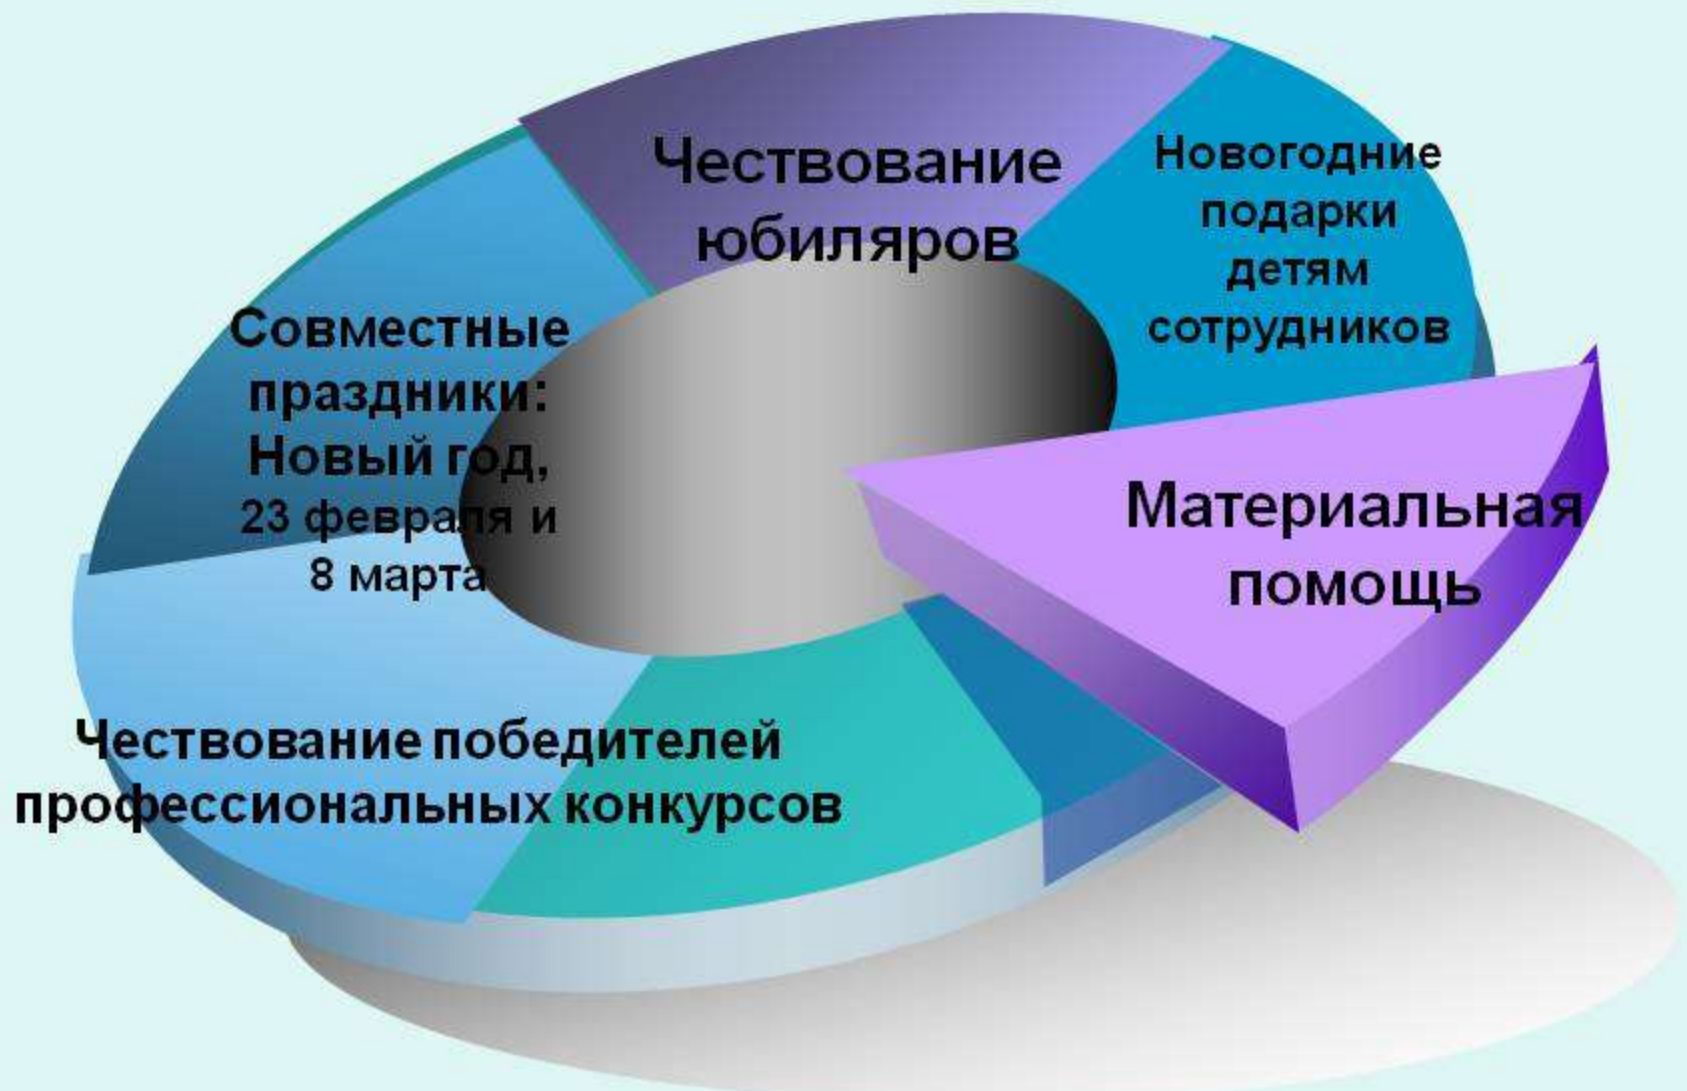 Чествование
юбиляров
Новогодние
подарки
детям
сотрудников
Совместные
праздники:
Новый год,
23 февраля и
8 марта
Материальная
помощь
Чествование победителей
профессиональных конкурсов